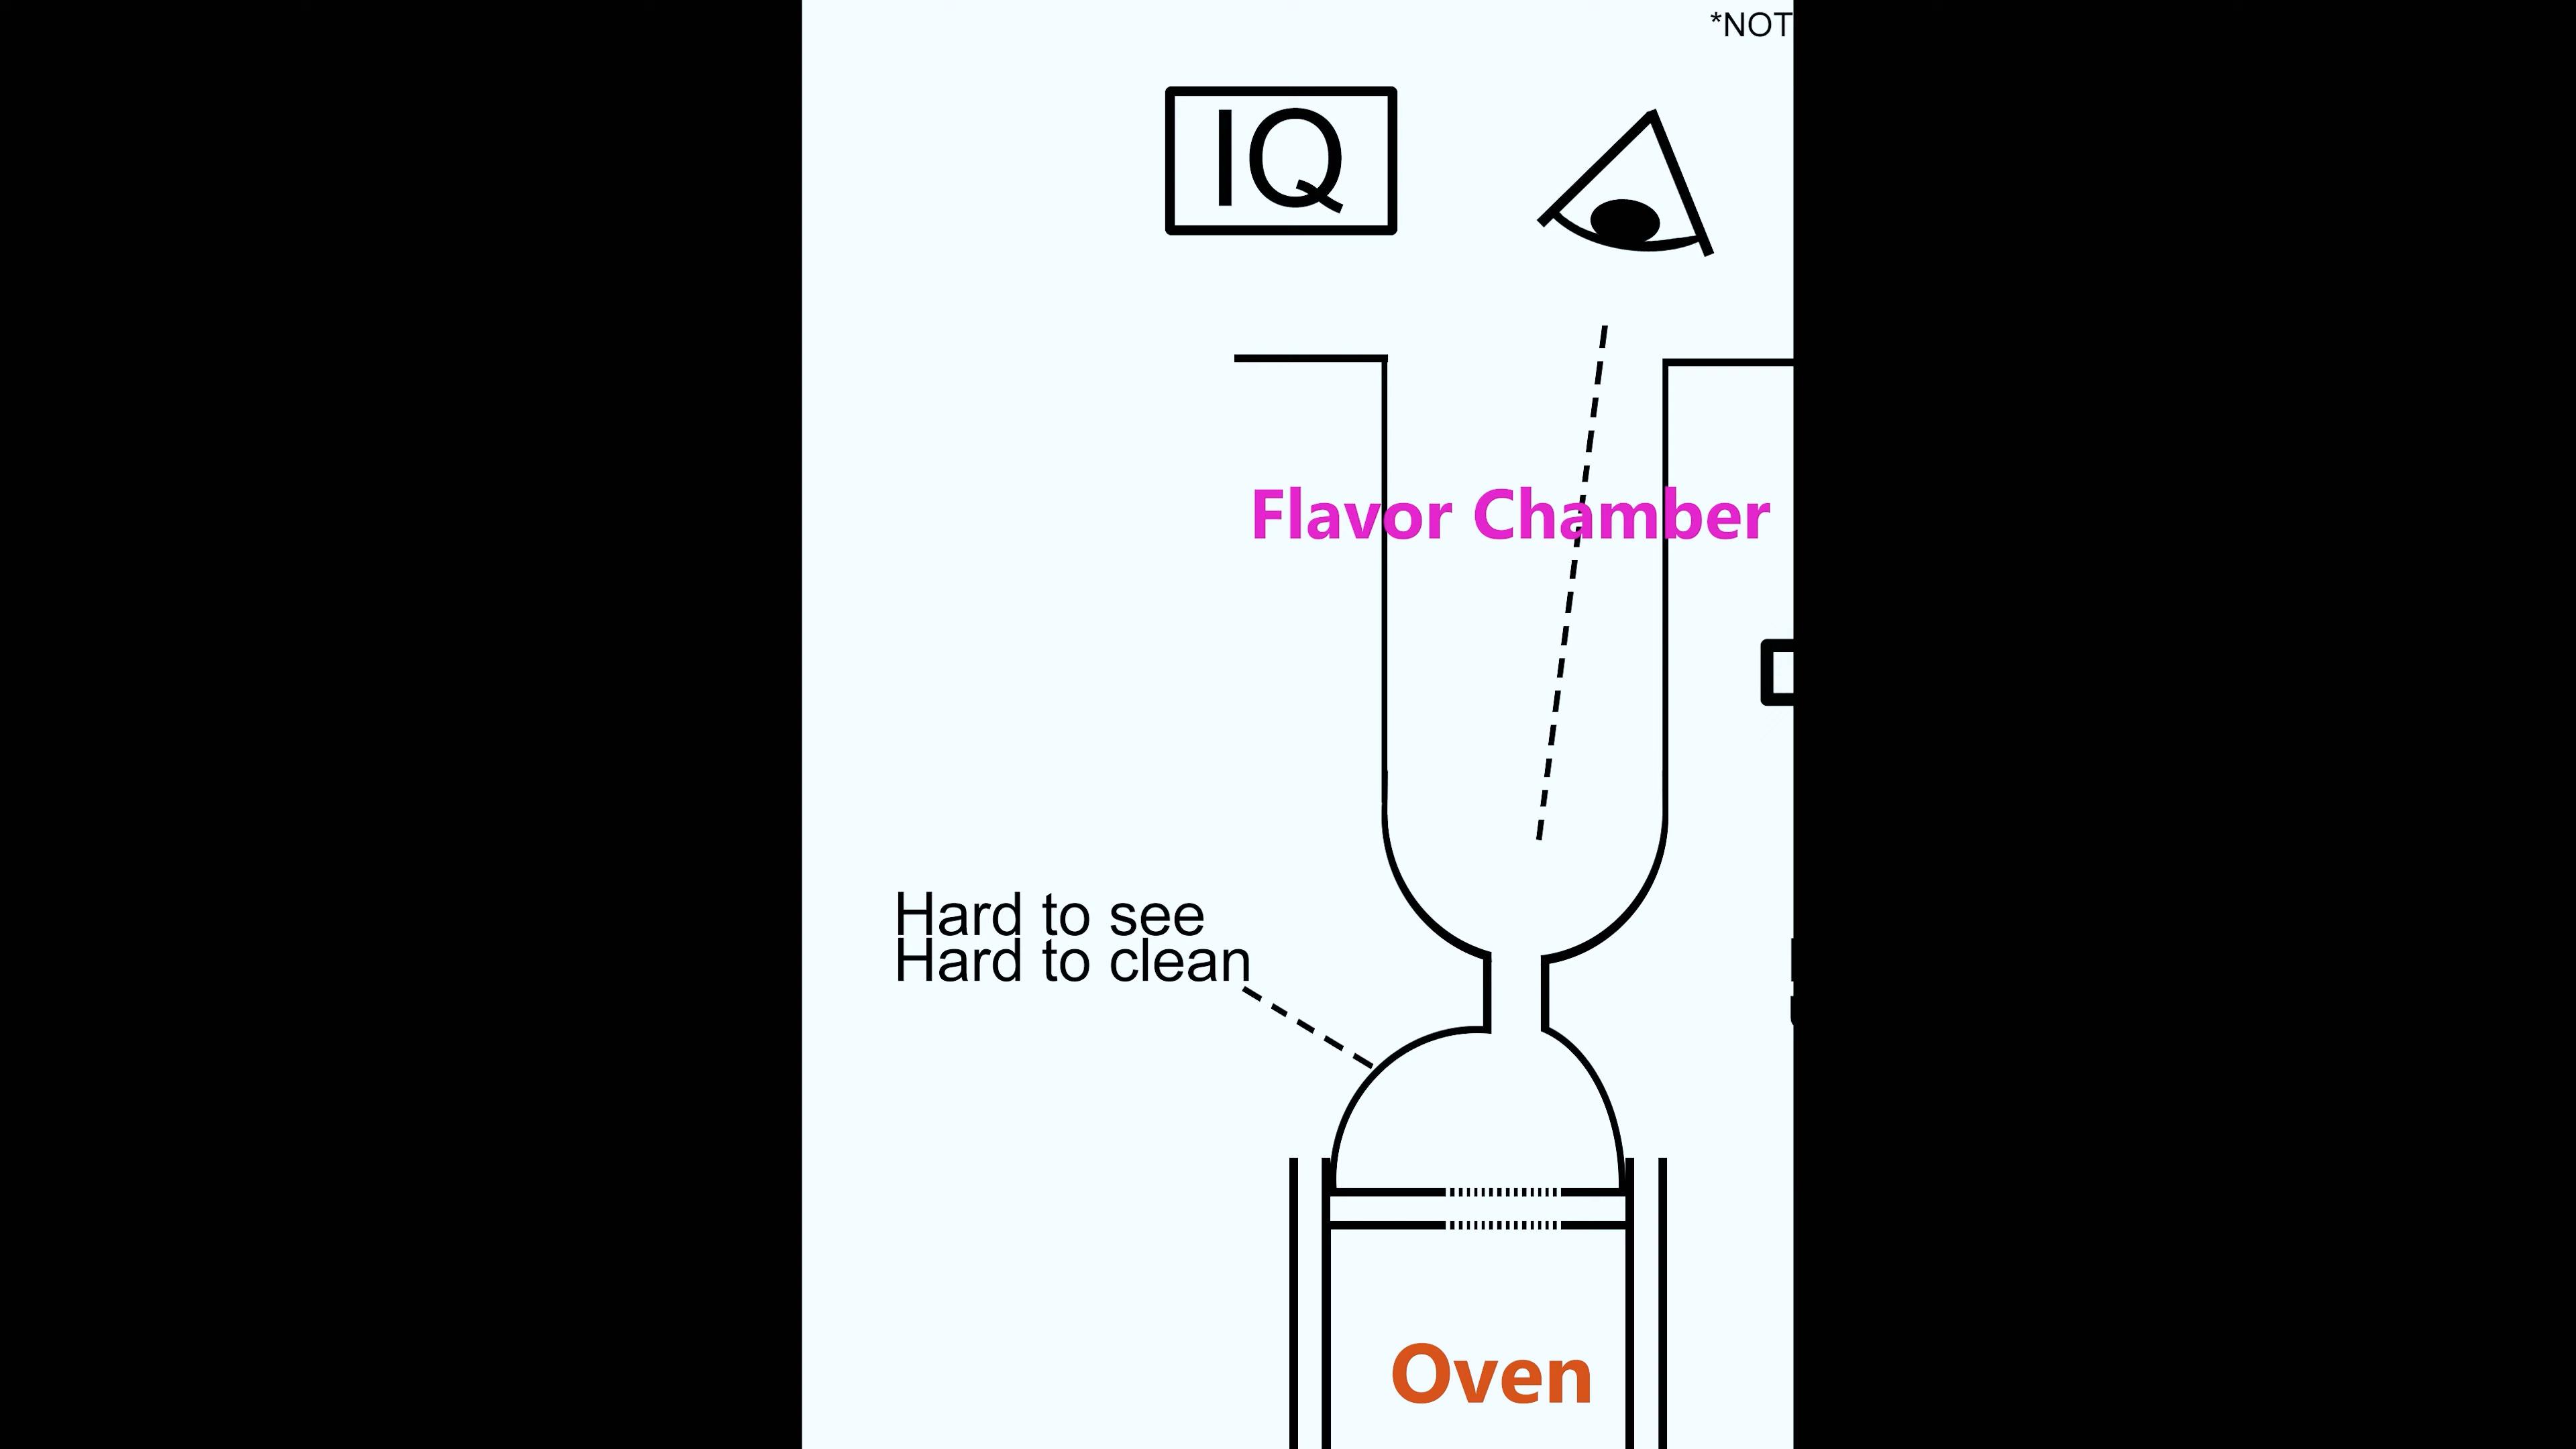 *NOT
IQ
Flavor Chamber
Hard to see
Hard to clean
Oven